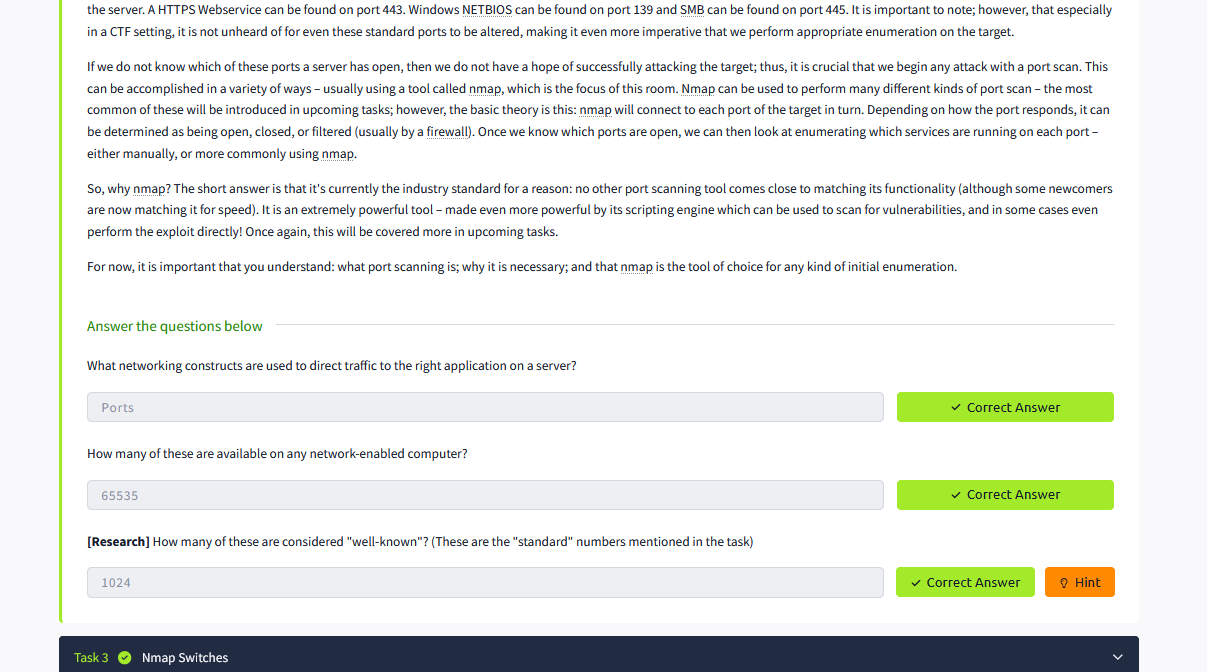 the server. A HTTPS Webservice can be found on port 443. Windows NETBIOS can be found on port 139 and SMB can be found on port 445. It is important to note; however, that especially
in a CTF setting, it is not unheard of for even these standard ports to be altered, making it even more imperative that we perform appropriate enumeration on the target.
If we do not know which of these ports a server has open, then we do not have a hope of successfully attacking the target; thus, it is crucial that we begin any attack with a port scan. This
can be accomplished in a variety of ways – usually using a tool called nmap, which is the focus of this room. Nmap can be used to perform many different kinds of port scan – the most
common of these will be introduced in upcoming tasks; however, the basic theory is this: nmap will connect to each port of the target in turn. Depending on how the port responds, it can
be determined as being open, closed, or filtered (usually by a firewall). Once we know which ports are open, we can then look at enumerating which services are running on each port –
either manually, or more commonly using nmap.
So, why nmap? The short answer is that it's currently the industry standard for a reason: no other port scanning tool comes close to matching its functionality (although some newcomers
are now matching it for speed). It is an extremely powerful tool – made even more powerful by its scripting engine which can be used to scan for vulnerabilities, and in some cases even
perform the exploit directly! Once again, this will be covered more in upcoming tasks.
For now, it is important that you understand: what port scanning is; why it is necessary; and that nmap is the tool of choice for any kind of initial enumeration.
Answer the questions below
What networking constructs are used to direct traffic to the right application on a server?
Ports
Correct Answer
How many of these are available on any network-enabled computer?
65535
Correct Answer
[Research] How many of these are considered "well-known"? (These are the "standard" numbers mentioned in the task)
1024
Correct Answer
Hint
Task 3 Nmap Switches